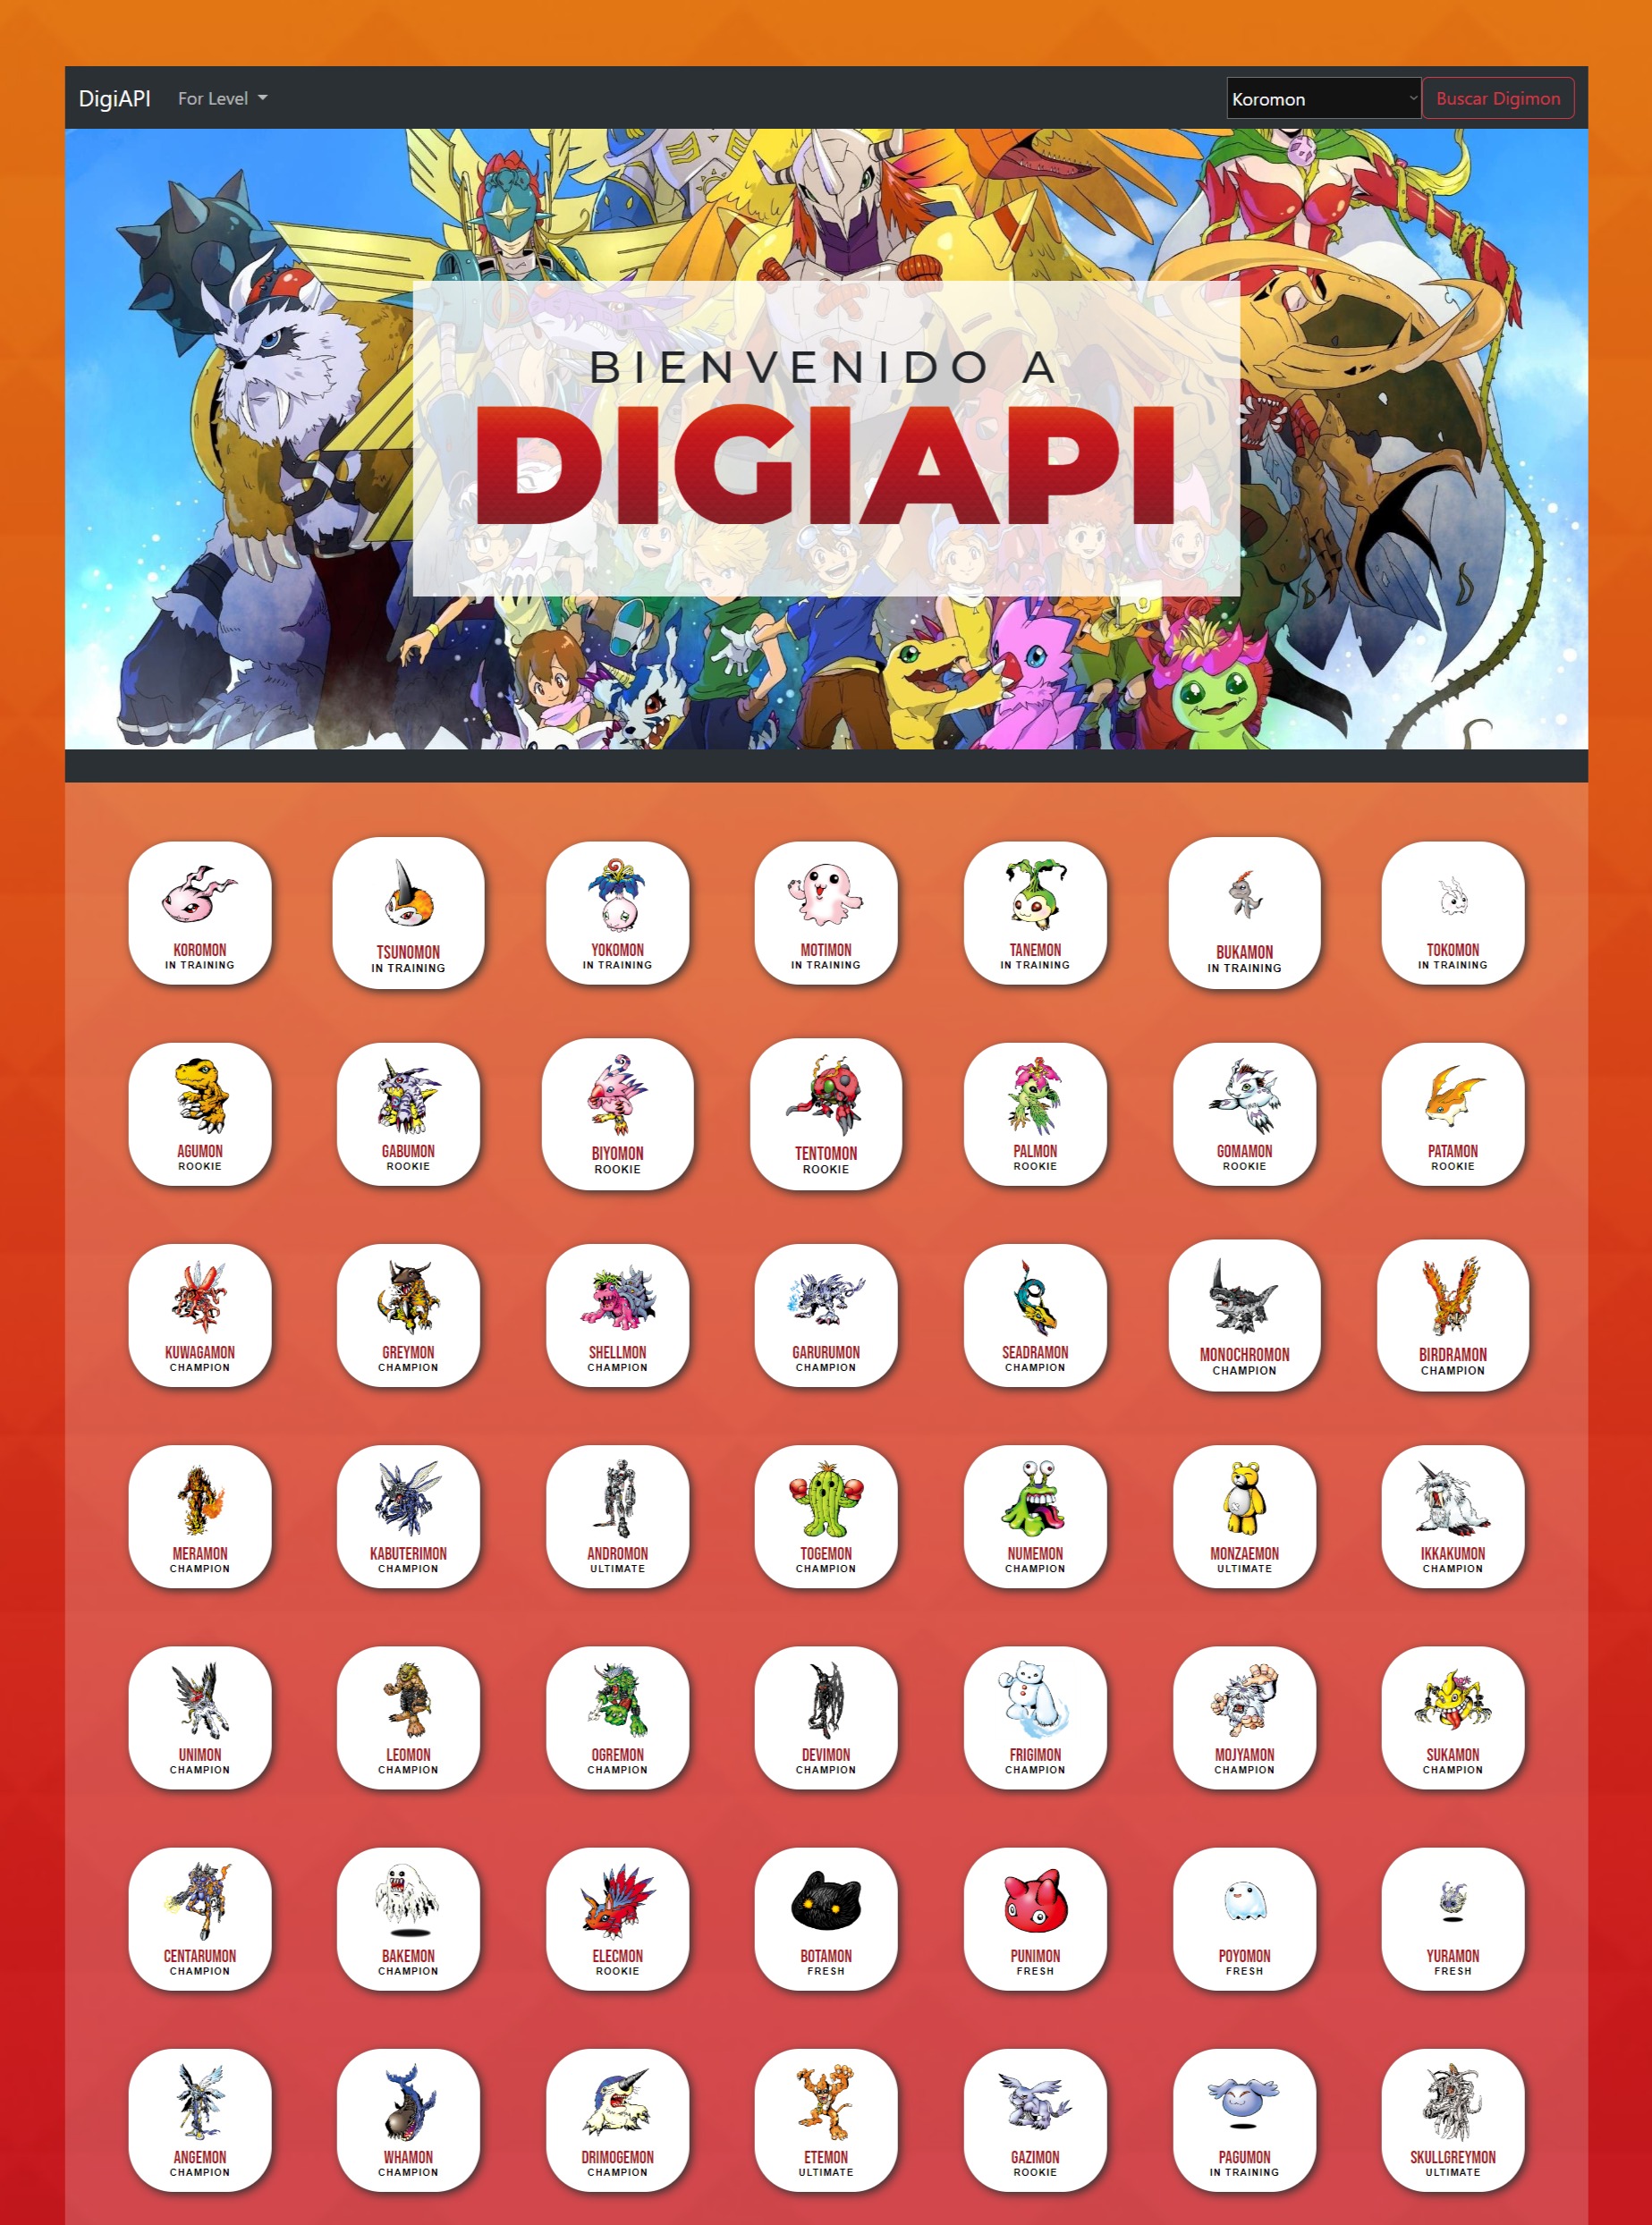 DigiAPI For Level Koromon Buscar Digimon
BIENVENIDO A
DIGIAPI
KOROMON TSUNOMON YOKOMON MOTIMON TANEMON BUKAMON TOKOMON
IN TRAINING IN TRAINING IN TRAINING IN TRAINING IN TRAINING IN TRAINING IN TRAINING
AGUMON GABUMON BIYOMON TENTOMON PALMON GOMAMON PATAMON
ROOKIE ROOKIE ROOKIE ROOKIE ROOKIE ROOKIE ROOKIE
KUWAGAMON GREYMON SHELLMON GARURUMON SEADRAMON MONOCHROMON BIRDRAMON
CHAMPION CHAMPION CHAMPION CHAMPION CHAMPION CHAMPION CHAMPION
MERAMON KABUTERIMON ANDROMON TOGEMON NUMEMON MONZAEMON IKKAKUMON
CHAMPION CHAMPION ULTIMATE CHAMPION CHAMPION ULTIMATE CHAMPION
UNIMON LEOMON OGREMON DEVIMON FRIGIMON MOJYAMON SUKAMON
CHAMPION CHAMPION CHAMPION CHAMPION CHAMPION CHAMPION CHAMPION
CENTARUMON BAKEMON ELECMON BOTAMON PUNIMON POYOMON YURAMON
CHAMPION CHAMPION ROOKIE FRESH FRESH FRESH FRESH
ANGEMON WHAMON DRIMOGEMON ETEMON GAZIMON PAGUMON SKULLGREYMON
CHAMPION CHAMPION CHAMPION ULTIMATE ROOKIE IN TRAINING ULTIMATE